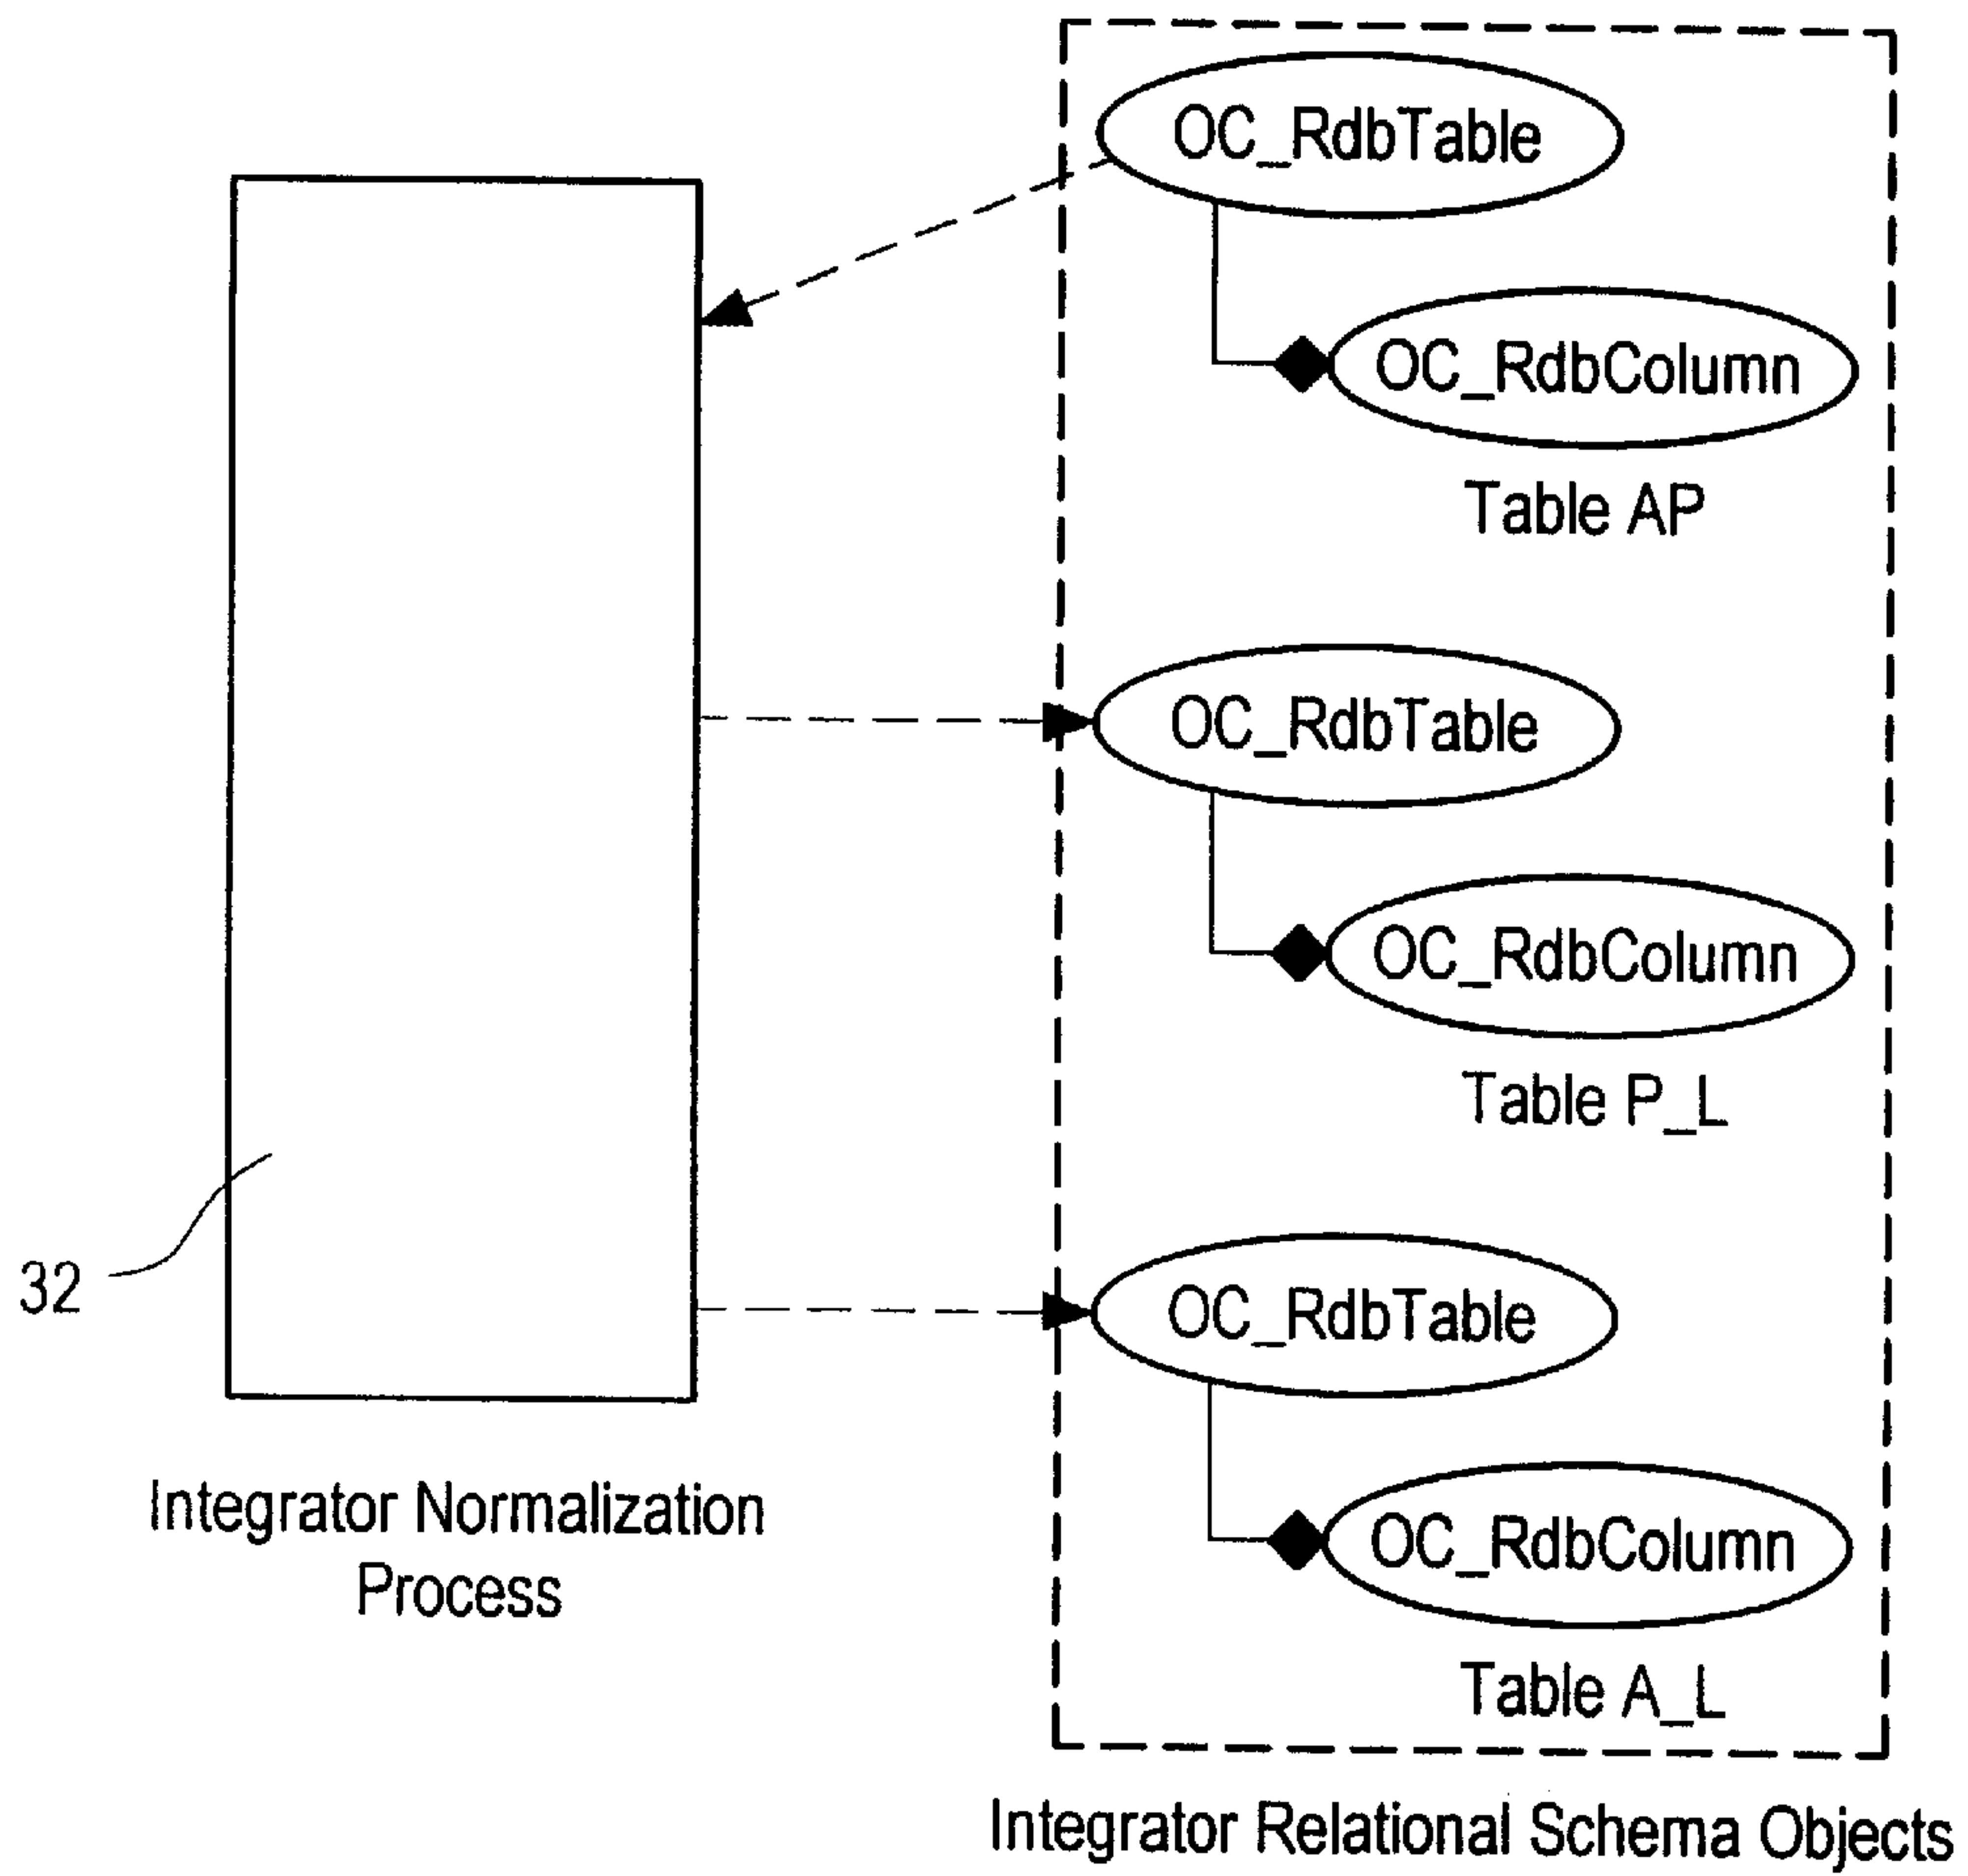 OC_RdbTable
OC_RdbColumn
Table AP
OC_RdbTable
OC_RdbColumn
Table P_L
32
OC_RdbTable
OC_RdbColumn
Table A_L
Integrator Normalization
Process
Integrator Relational Schema Objects